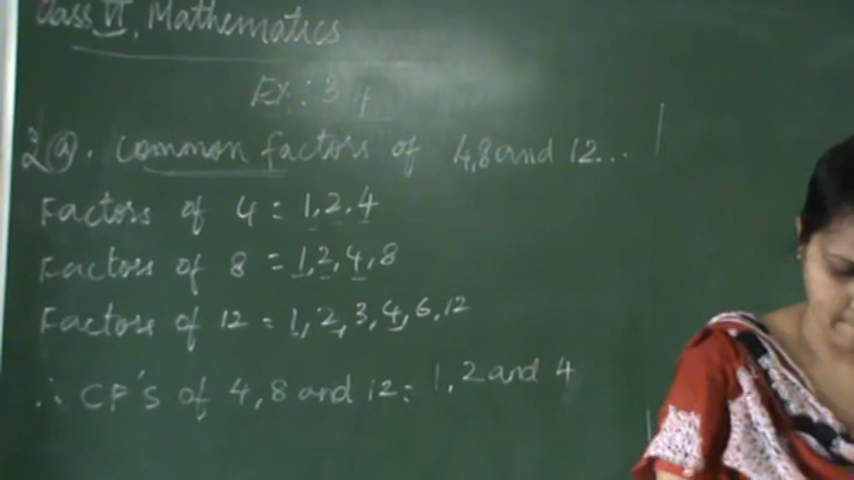 Class VI, Mathematics
Ex: 3.4
2(a). Common factors of 4,8 and 12...
Factors of 4 = 1,2,4
Factors of 8 = 1,2,4,8
Factors of 12 = 1,2,3,4,6,12
∴ CF's of 4,8 and 12: 1,2 and 4